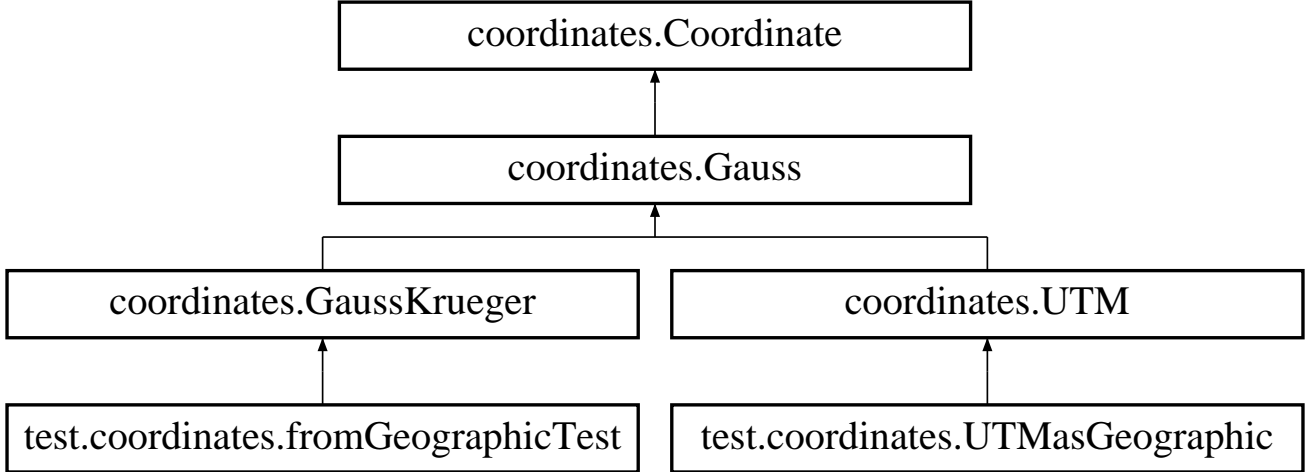 coordinates.Coordinate
coordinates.Gauss
coordinates.GaussKrueger
coordinates.UTM
test.coordinates.fromGeographicTest
test.coordinates.UTMasGeographic